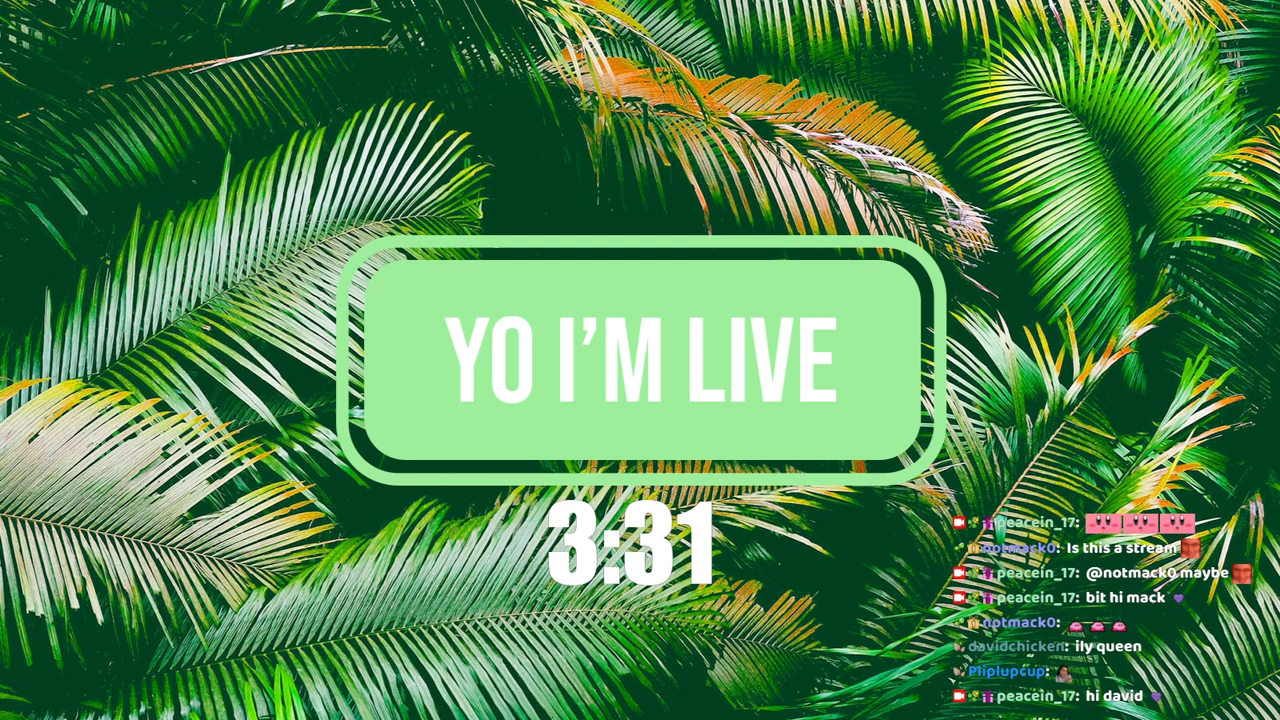 YO I’M LIVE
3:31
peacein_17:
notmack0: Is this a stream
peacein_17: @notmack0 maybe
peacein_17: bit hi mack
notmack0:
davidchicken: ily queen
Pliplupcup:
peacein_17: hi david